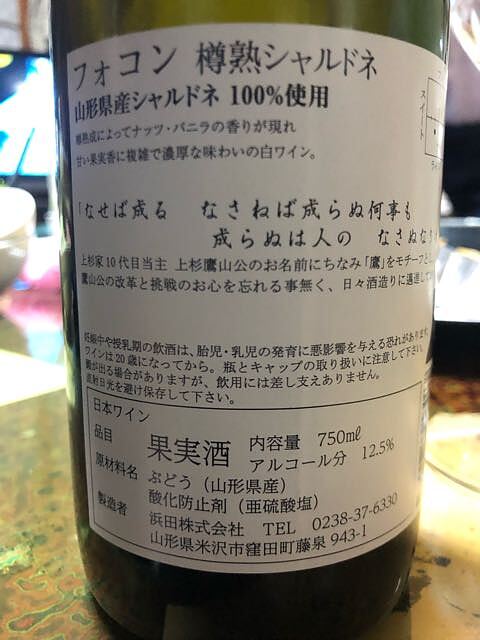 フォコン 樽熟シャルドネ
山形県産シャルドネ 100%使用
樽熟成によってナッツ・バニラの香りが現れ
甘い果実香に複雑で濃厚な味わいの白ワイン。
スイート
「なせば成る なさねば成らぬ何事も
成らぬは人の なさぬなり
上杉家10代目当主 上杉鷹山公のお名前にちなみ「鷹」をモチーフとし
鷹山公の改革と挑戦のお心を忘れる事無く、日々酒造りに邁進して
妊娠中や授乳期の飲酒は、胎児・乳児の発育に悪影響を与える恐れがあります。
ワインは20歳になってから。瓶とキャップの取り扱いに注意して下さい。
澱が出る場合がありますが、飲用には差し支えありません。
直射日光を避け保存して下さい。
日本ワイン
品目 果実酒 内容量 750mℓ
アルコール分 12.5%
原材料名 ぶどう（山形県産）
酸化防止剤（亜硫酸塩）
製造者 浜田株式会社 TEL 0238-37-6330
山形県米沢市窪田町藤泉943-1